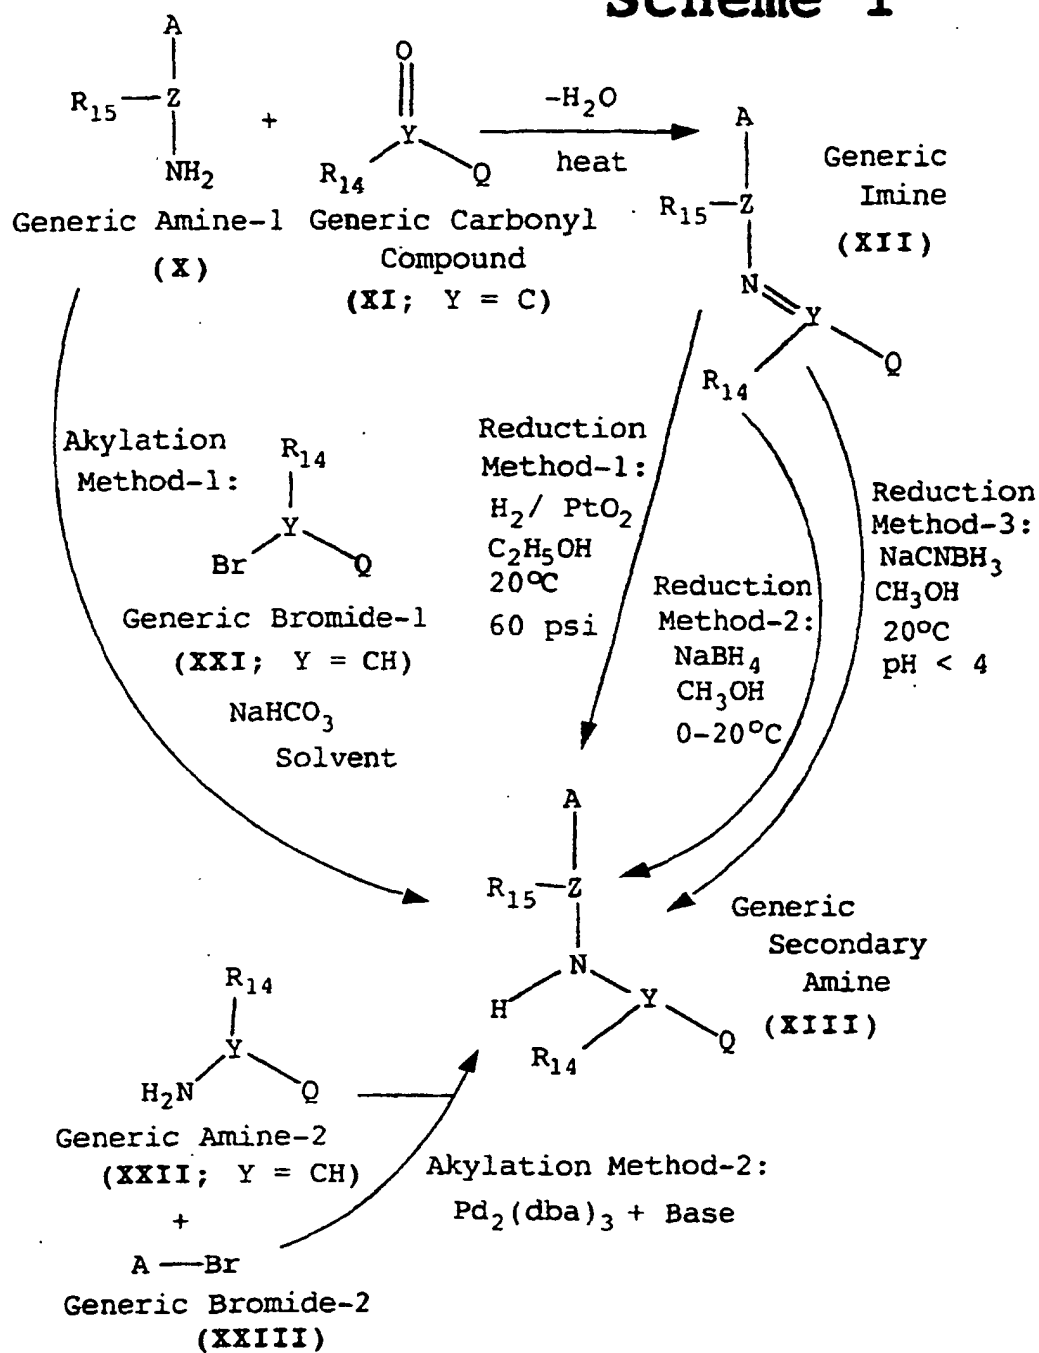 Scheme 1
A
R15—Z
NH2
+
O
Y
R14
Q
-H2O
heat
Generic Amine-1
(X)
Generic Carbonyl
Compound
(XI; Y = C)
A
R15—Z
N
Y
Q
R14
Generic
Imine
(XII)
Akylation
Method-1:
R14
Y
Br
Q
Generic Bromide-1
(XXI; Y = CH)
NaHCO3
Solvent
Reduction
Method-1:
H2/ PtO2
C2H5OH
20°C
60 psi
Reduction
Method-2:
NaBH4
CH3OH
0-20°C
Reduction
Method-3:
NaCNBH3
CH3OH
20°C
pH < 4
A
R15—Z
N
H
Y
R14
Q
Generic
Secondary
Amine
(XIII)
R14
Y
H2N
Q
Generic Amine-2
(XXII; Y = CH)
+
A—Br
Generic Bromide-2
(XXIII)
Akylation Method-2:
Pd2(dba)3 + Base